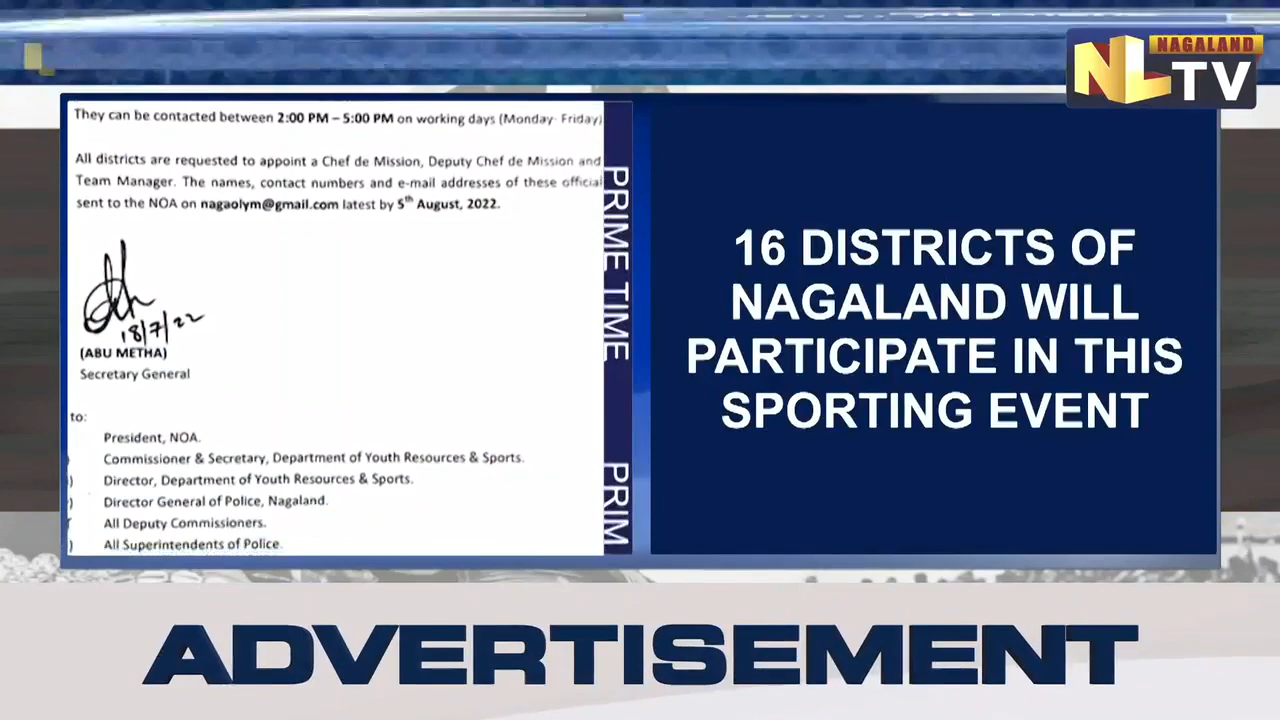 NAGALAND
NLTV
They can be contacted between 2:00 PM – 5:00 PM on working days (Monday- Friday)
All districts are requested to appoint a Chef de Mission, Deputy Chef de Mission and
Team Manager. The names, contact numbers and e-mail addresses of these official
sent to the NOA on nagaolym@gmail.com latest by 5th August, 2022.
18/7/22
(ABU METHA)
Secretary General
to:
President, NOA.
) Commissioner & Secretary, Department of Youth Resources & Sports.
) Director, Department of Youth Resources & Sports.
) Director General of Police, Nagaland.
All Deputy Commissioners.
) All Superintendents of Police.
PRIME TIME
PRIM
16 DISTRICTS OF
NAGALAND WILL
PARTICIPATE IN THIS
SPORTING EVENT
ADVERTISEMENT